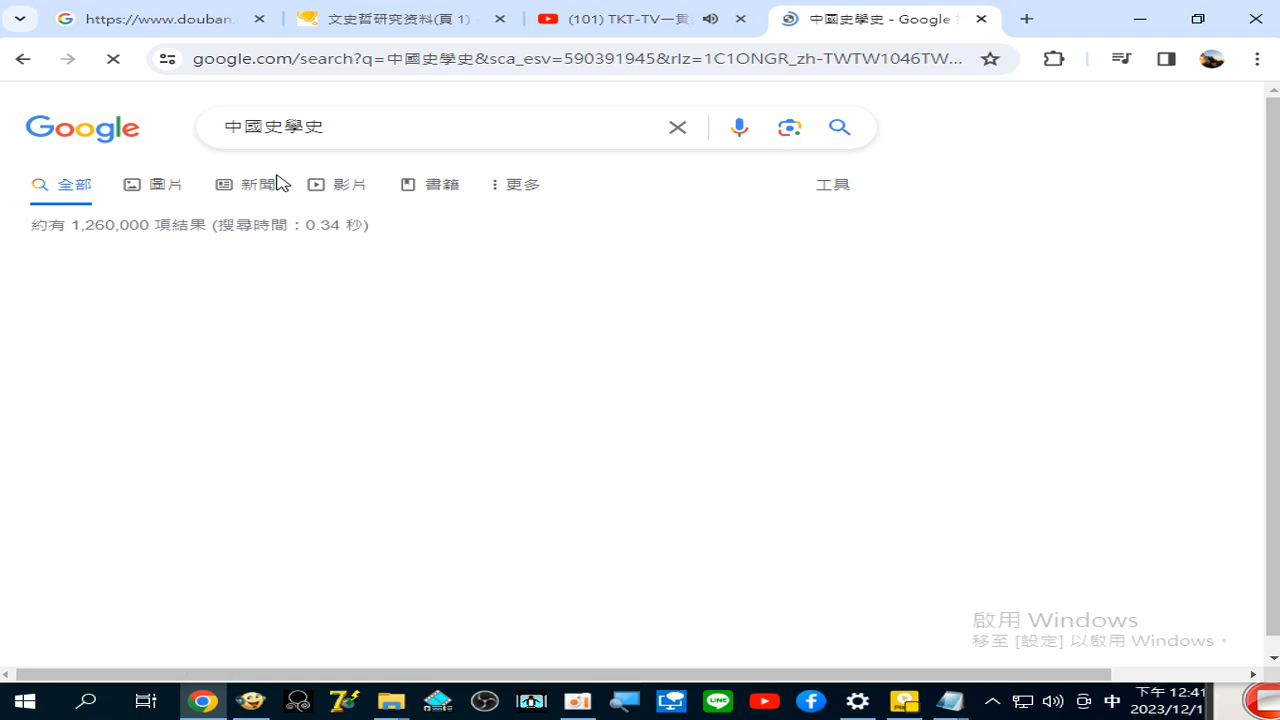 https://www.douban.
文史哲研究资料(頁 1) -
(101) TKT-TV一貫
中國史學史 - Google
google.com/search?q=中國史學史&sca_esv=590391945&rlz=1C1ONGR_zh-TWTW1046TW...
Google
中國史學史
全部
圖片
新聞
影片
書籍
更多
工具
約有 1,260,000 項結果 (搜尋時間：0.34 秒)
啟用 Windows
移至 [設定] 以啟用 Windows。
LINE
中
下午 12:41
2023/12/1